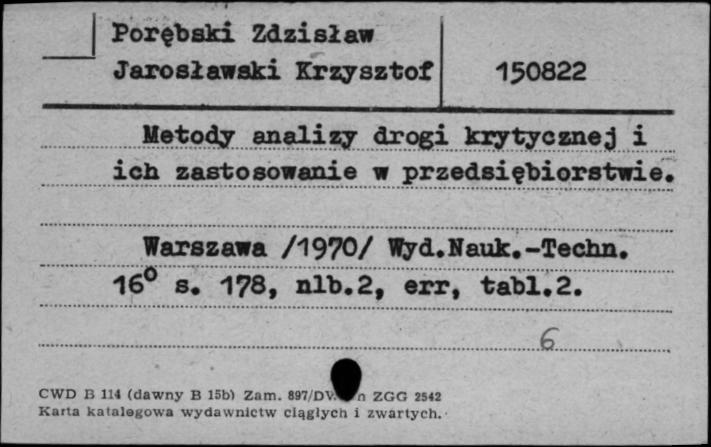 Porębski Zdzisław
Jarosławski Krzysztof 150822
Metody analizy drogi krytycznej i
ich zastosowanie w przedsiębiorstwie.
Warszawa /1970/ Wyd.Nauk.-Techn.
16⁰ s. 178, nlb.2, err, tabl.2.
6
CWD B 114 (dawny B 15b) Zam. 897/DV. ZGG 2542
Karta katalogowa wydawnictw ciągłych i zwartych.